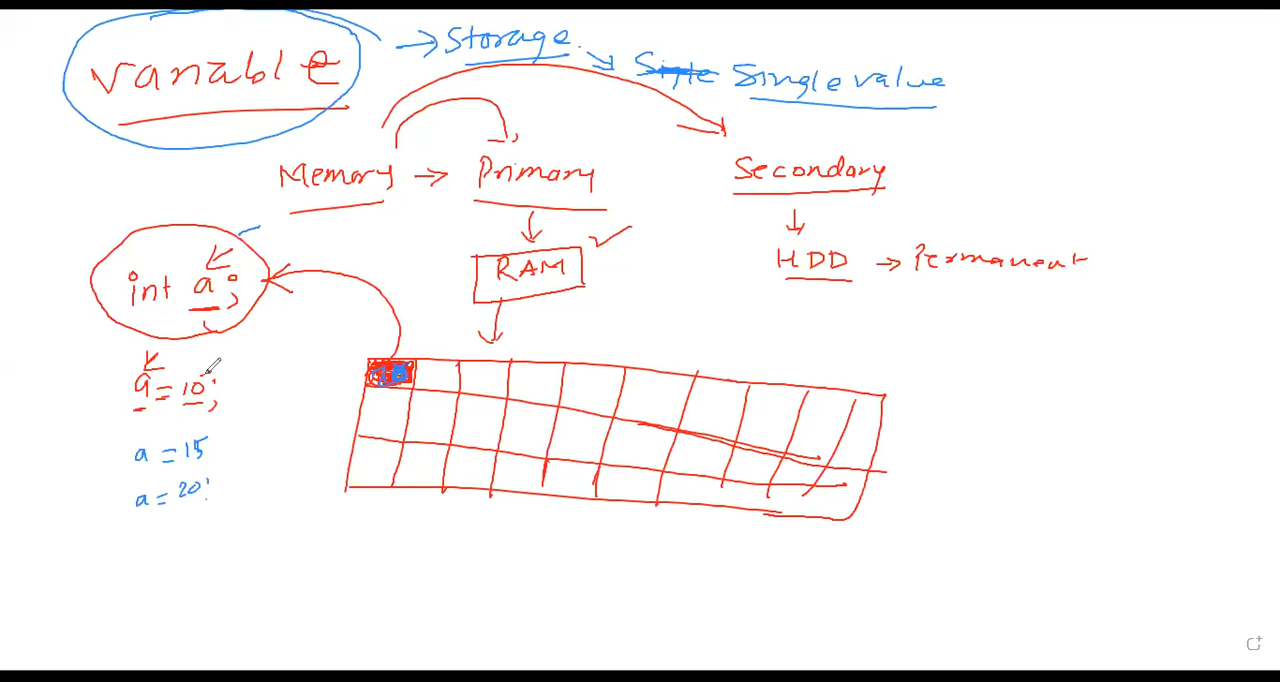 variable → Storage.
Single value
Memory → Primary
Secondary
RAM
HDD → Permanent
int a;
a = 10;
a = 15
a = 20;